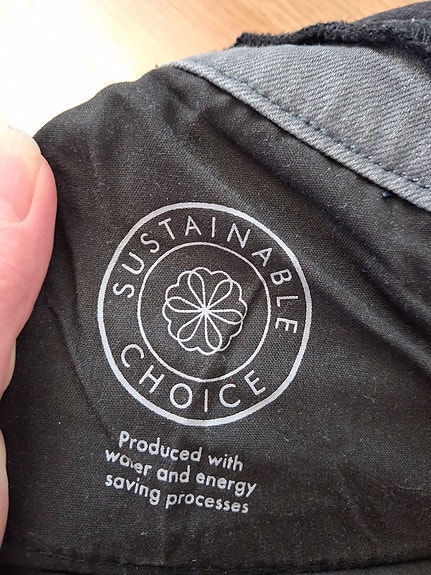 SUSTAINABLE
CHOICE
Produced with
water and energy
saving processes